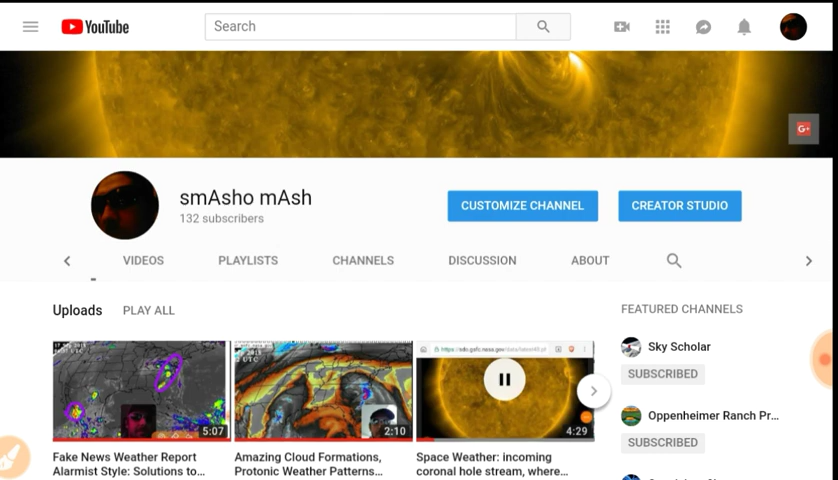 YouTube
Search
G+
smAsho mAsh
132 subscribers
CUSTOMIZE CHANNEL
CREATOR STUDIO
VIDEOS
PLAYLISTS
CHANNELS
DISCUSSION
ABOUT
Uploads
PLAY ALL
5:07
2:10
4:29
Fake News Weather Report
Alarmist Style: Solutions to...
Amazing Cloud Formations,
Protonic Weather Patterns...
Space Weather: incoming
coronal hole stream, where...
FEATURED CHANNELS
Sky Scholar
SUBSCRIBED
Oppenheimer Ranch Pr...
SUBSCRIBED